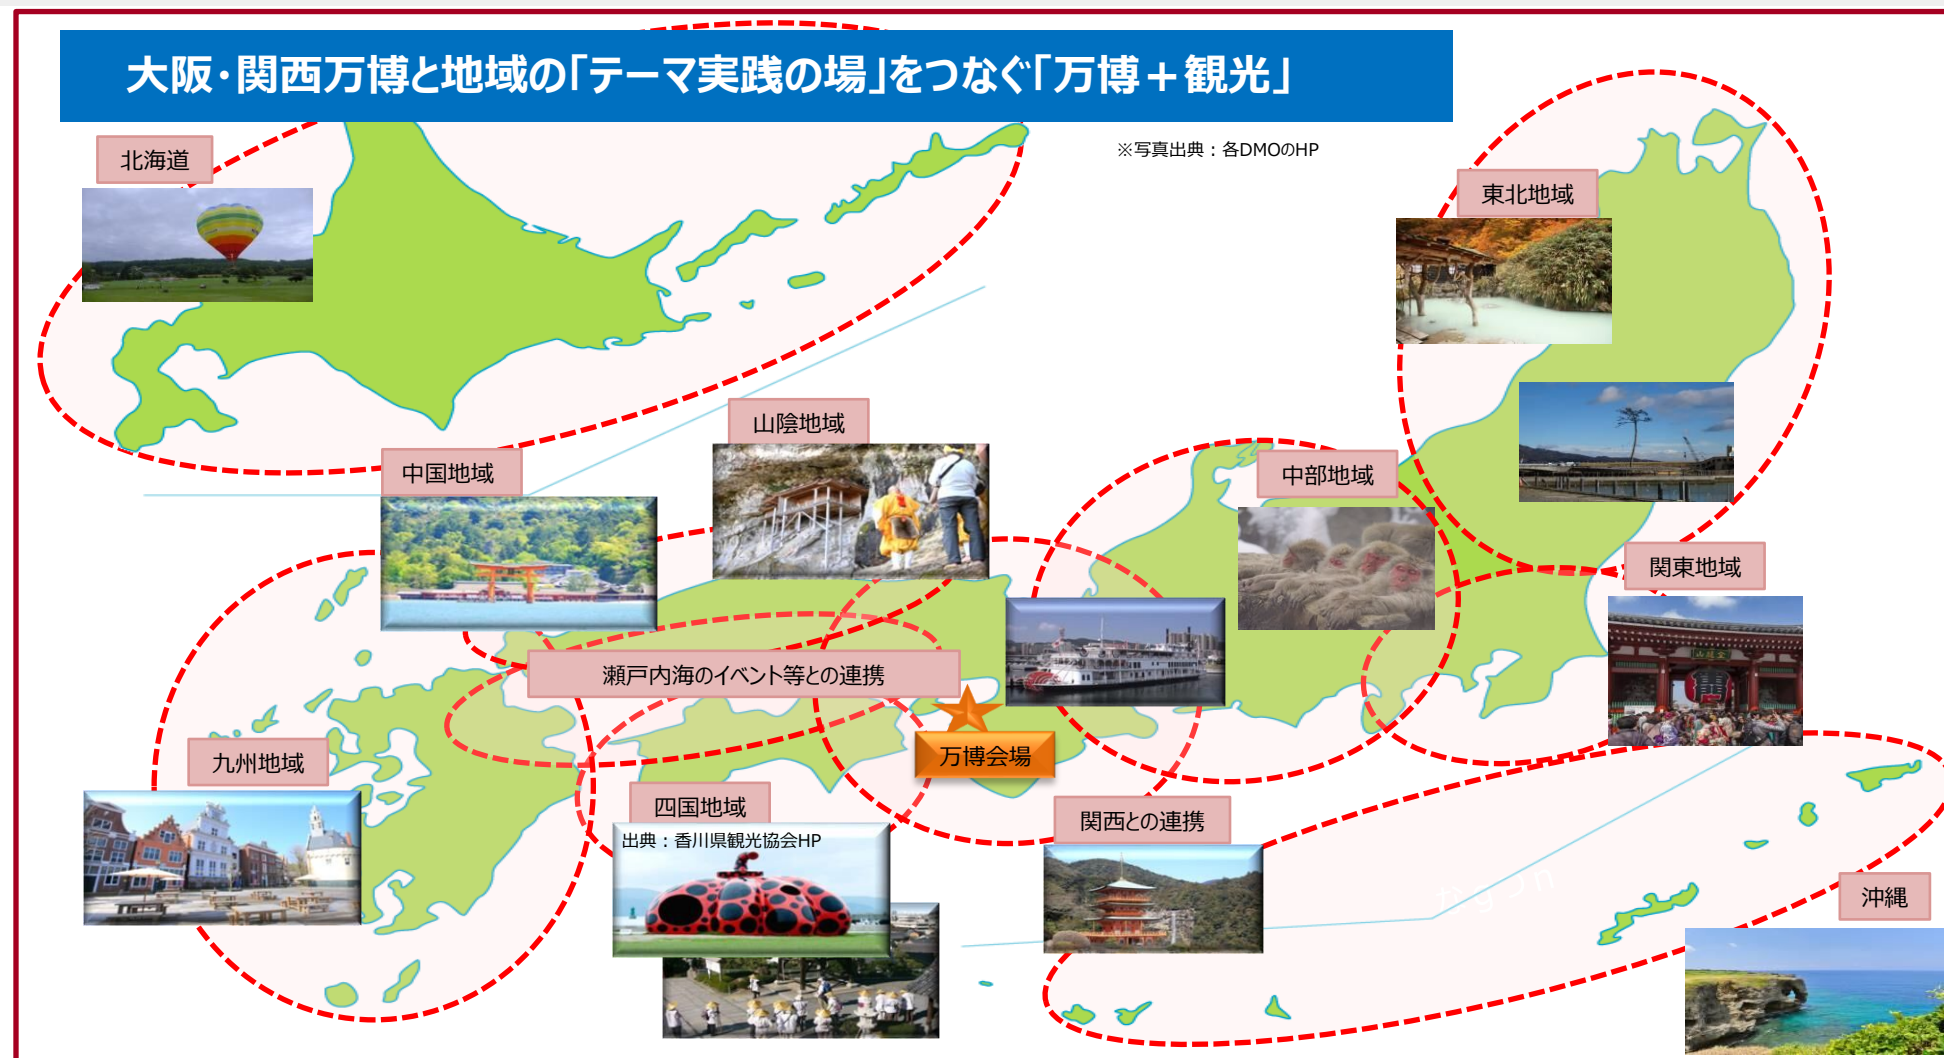 大阪・関西万博と地域の「テーマ実践の場」をつなぐ「万博＋観光」
※写真出典：各DMOのHP
北海道
東北地域
山陰地域
中国地域
中部地域
関東地域
瀬戸内海のイベント等との連携
万博会場
九州地域
四国地域
出典：香川県観光協会HP
関西との連携
沖縄